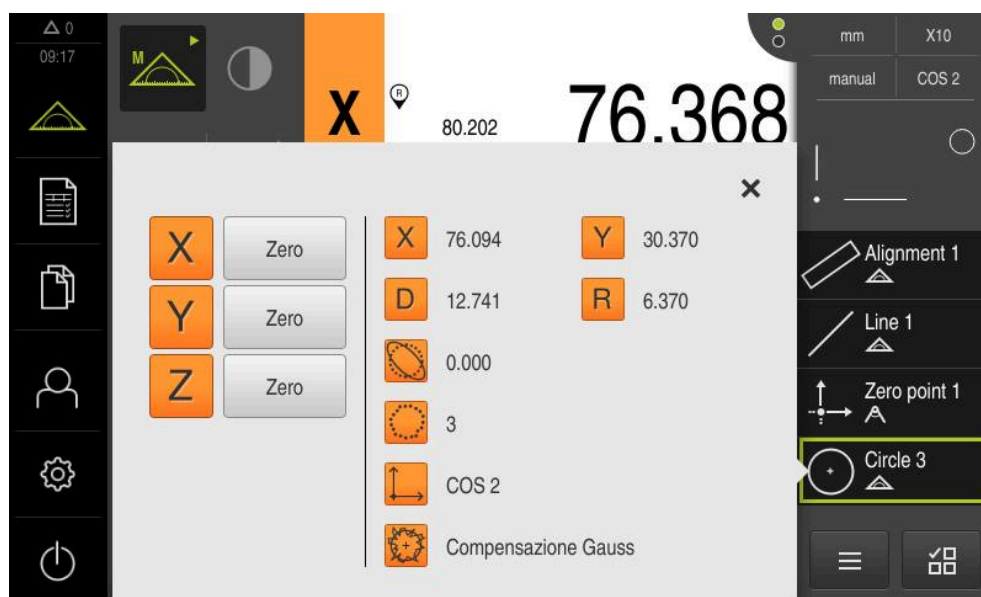 0
09:17
M
X
R
80.202
76.368
mm
X10
manual
COS 2
X
Zero
Y
Zero
Z
Zero
X
76.094
Y
30.370
D
12.741
R
6.370
0.000
3
COS 2
Compensazione Gauss
Alignment 1
Line 1
Zero point 1
Circle 3